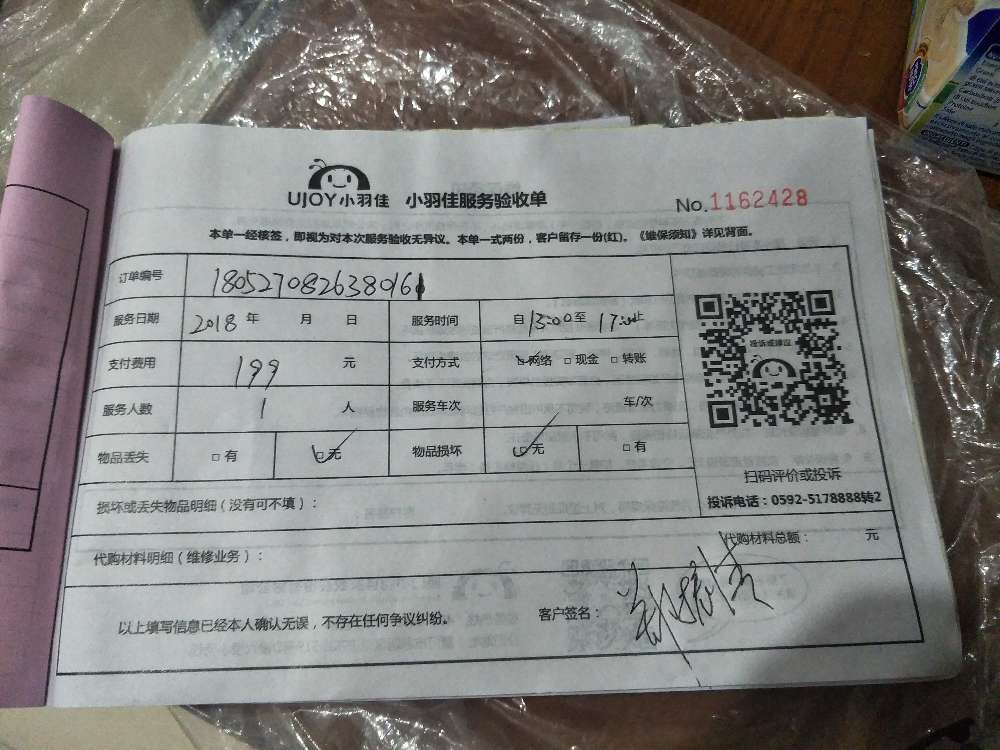 UJOY小羽佳 小羽佳服务验收单 No.1162428
本单一经核签，即视为对本次服务验收无异议。本单一式两份，客户留存一份(红)。《维保须知》详见背面。
订单编号 180527082638016
服务日期 2018 年 月 日 服务时间 自 13:00 至 17:00 止
支付费用 199 元 支付方式 □网络 □现金 □转账
服务人数 1 人 服务车次 车/次
物品丢失 □有 □无 物品损坏 □无 □有
投诉或建议
扫码评价或投诉
投诉电话：0592-5178888转2
损坏或丢失物品明细（没有可不填）：
代购材料明细（维修业务）： 代购材料总额： 元
以上填写信息已经本人确认无误，不存在任何争议纠纷。 客户签名：